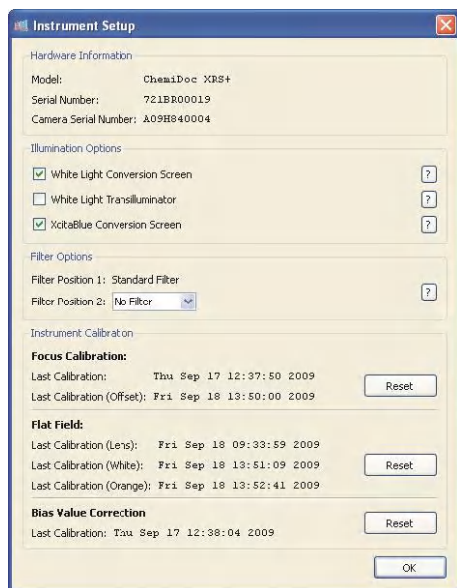 Instrument Setup
Hardware Information
Model: ChemiDoc XRS+
Serial Number: 721BR00019
Camera Serial Number: A09H840004
Illumination Options
White Light Conversion Screen ?
White Light Transilluminator ?
XcitaBlue Conversion Screen ?
Filter Options
Filter Position 1: Standard Filter
Filter Position 2: No Filter
?
Instrument Calibration
Focus Calibration:
Last Calibration: Thu Sep 17 12:37:50 2009
Reset
Last Calibration (Offset): Fri Sep 18 13:50:00 2009
Flat Field:
Last Calibration (Lens): Fri Sep 18 09:33:59 2009
Last Calibration (White): Fri Sep 18 13:51:09 2009 Reset
Last Calibration (Orange): Fri Sep 18 13:52:41 2009
Bias Value Correction
Reset
Last Calibration: Thu Sep 17 12:38:04 2009
OK